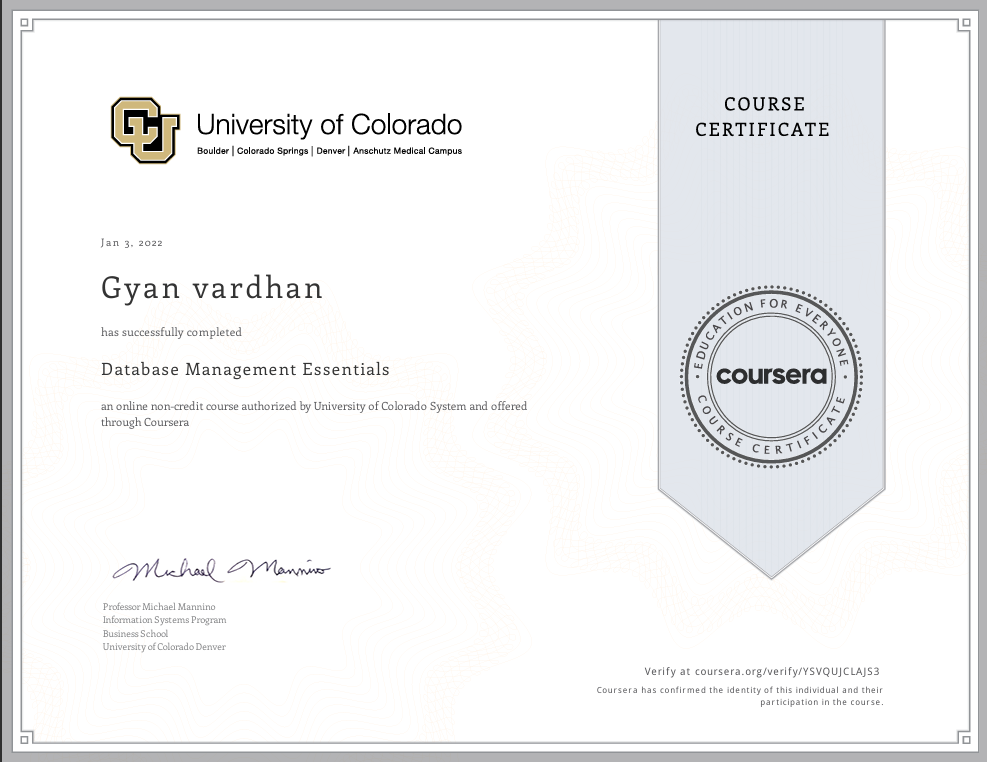 University of Colorado
Boulder | Colorado Springs | Denver | Anschutz Medical Campus
COURSE
CERTIFICATE
Jan 3, 2022
Gyan vardhan
has successfully completed
Database Management Essentials
an online non-credit course authorized by University of Colorado System and offered
through Coursera
EDUCATION FOR EVERYONE
coursera
COURSE CERTIFICATE
Michael Mannino
Professor Michael Mannino
Information Systems Program
Business School
University of Colorado Denver
Verify at coursera.org/verify/YSVQUJCLAJS3
Coursera has confirmed the identity of this individual and their
participation in the course.